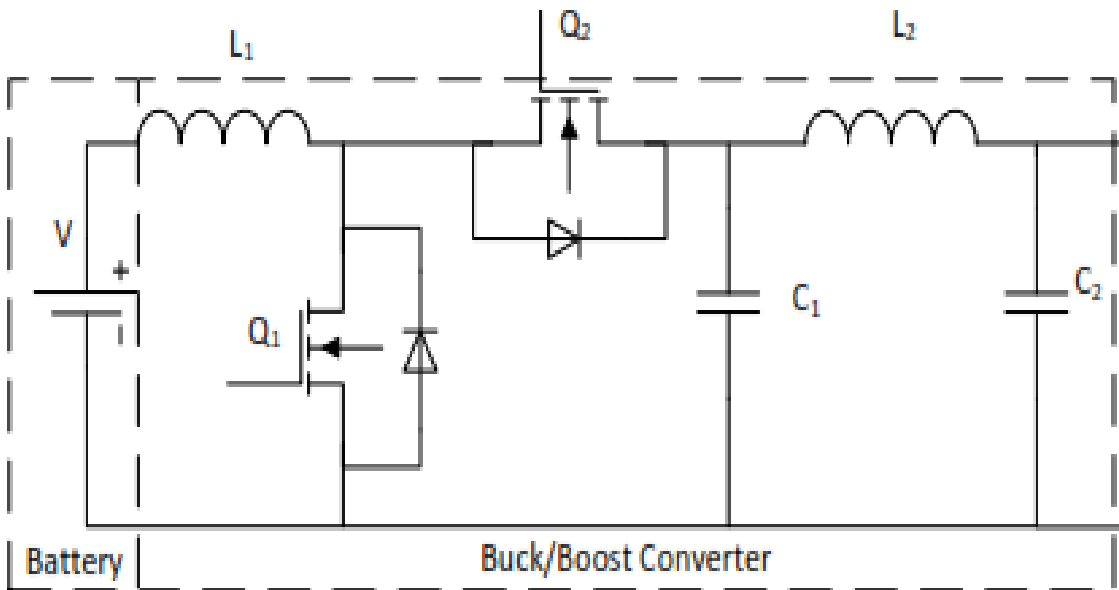 L₁
Q₂
L₂
V
+
Q₁
C₁
C₂
Battery
Buck/Boost Converter